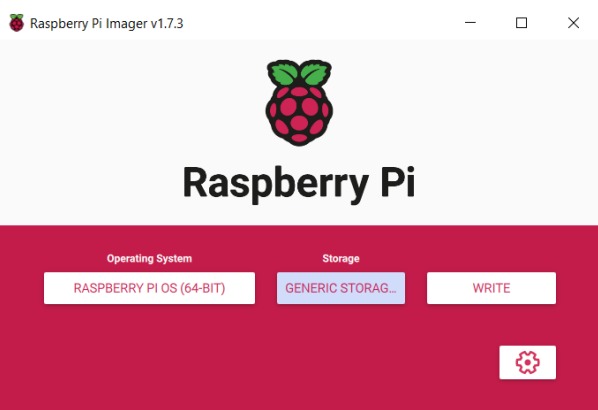 Raspberry Pi Imager v1.7.3
Raspberry Pi
Operating System
Storage
RASPBERRY PI OS (64-BIT)
GENERIC STORAG...
WRITE